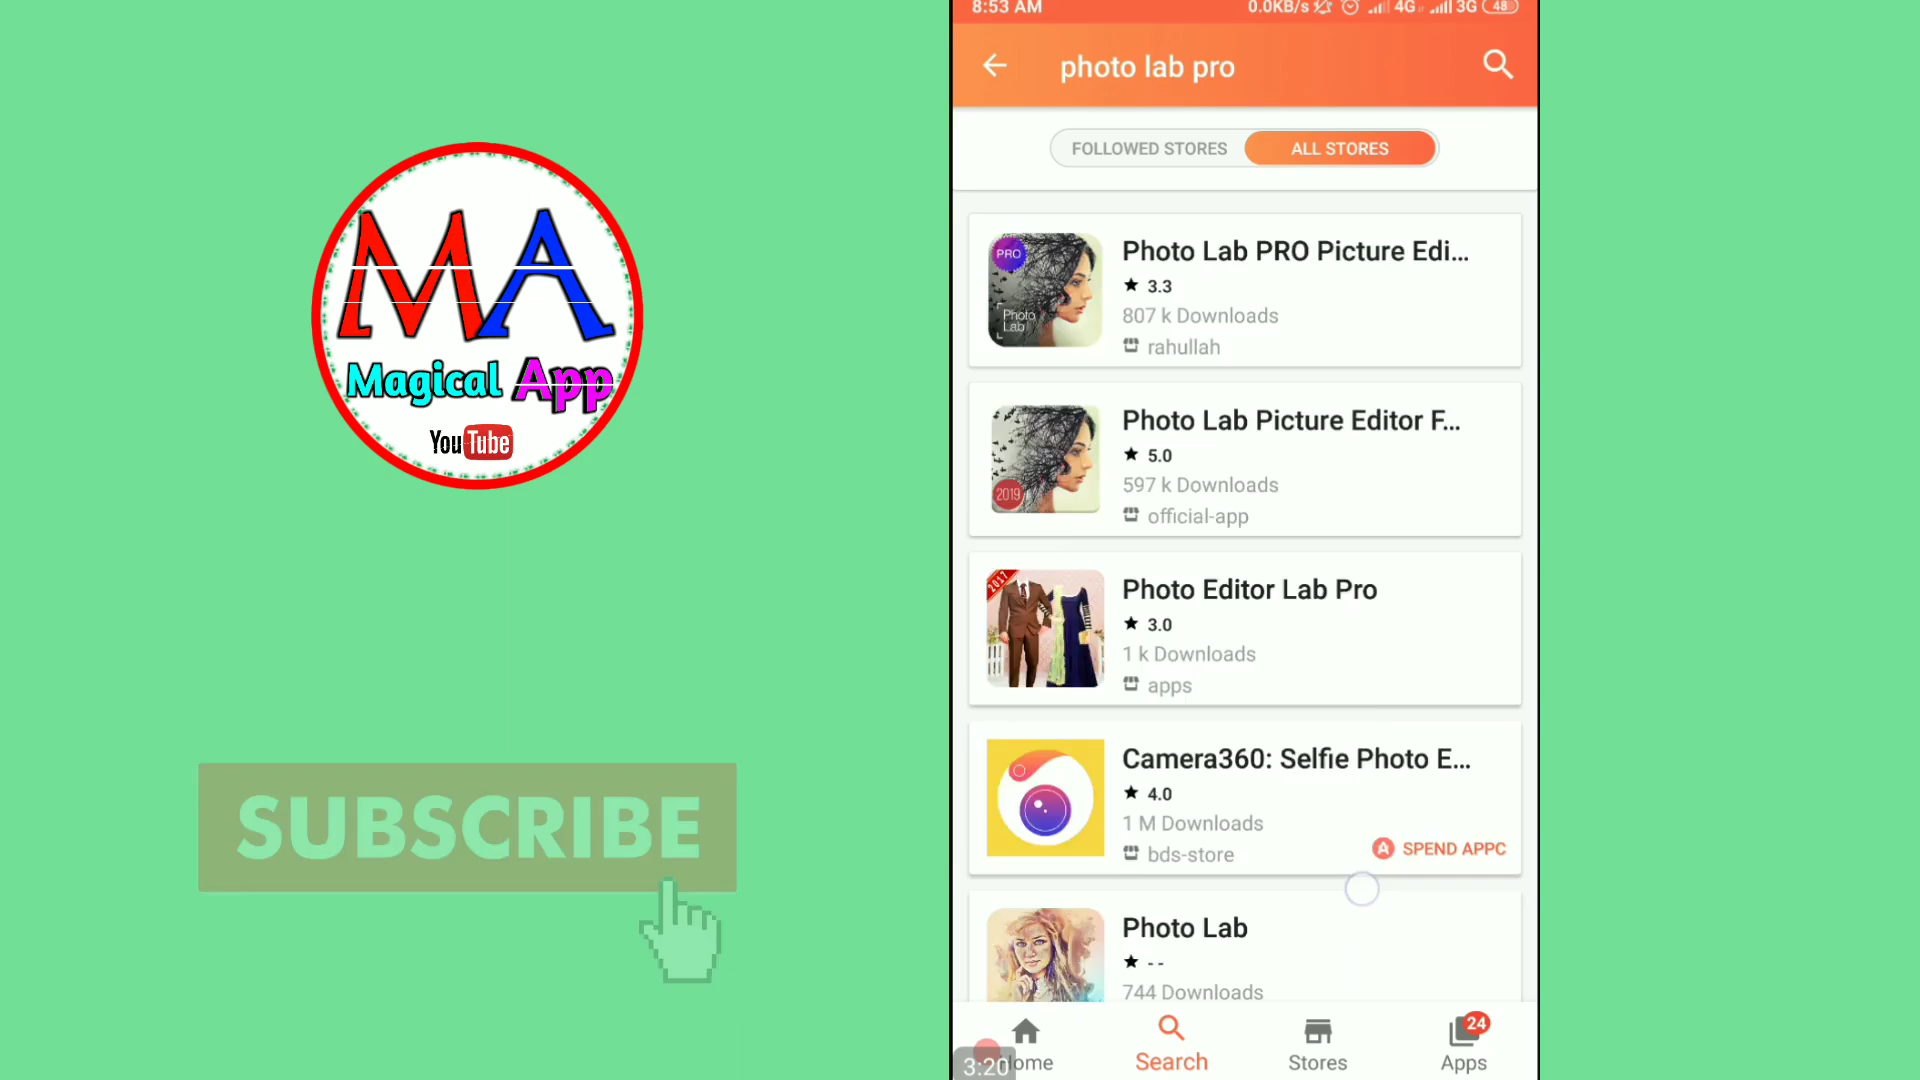 MA
Magical App
YouTube
SUBSCRIBE
8:53 AM
0.0KB/s 4G 3G 48
photo lab pro
FOLLOWED STORES
ALL STORES
PRO
Photo Lab
Photo Lab PRO Picture Edi...
3.3
807 k Downloads
rahullah
2019
Photo Lab Picture Editor F...
5.0
597 k Downloads
official-app
2017
Photo Editor Lab Pro
3.0
1 k Downloads
apps
Camera360: Selfie Photo E...
4.0
1 M Downloads
bds-store
SPEND APPC
Photo Lab
--
744 Downloads
24
3:20
Home
Search
Stores
Apps